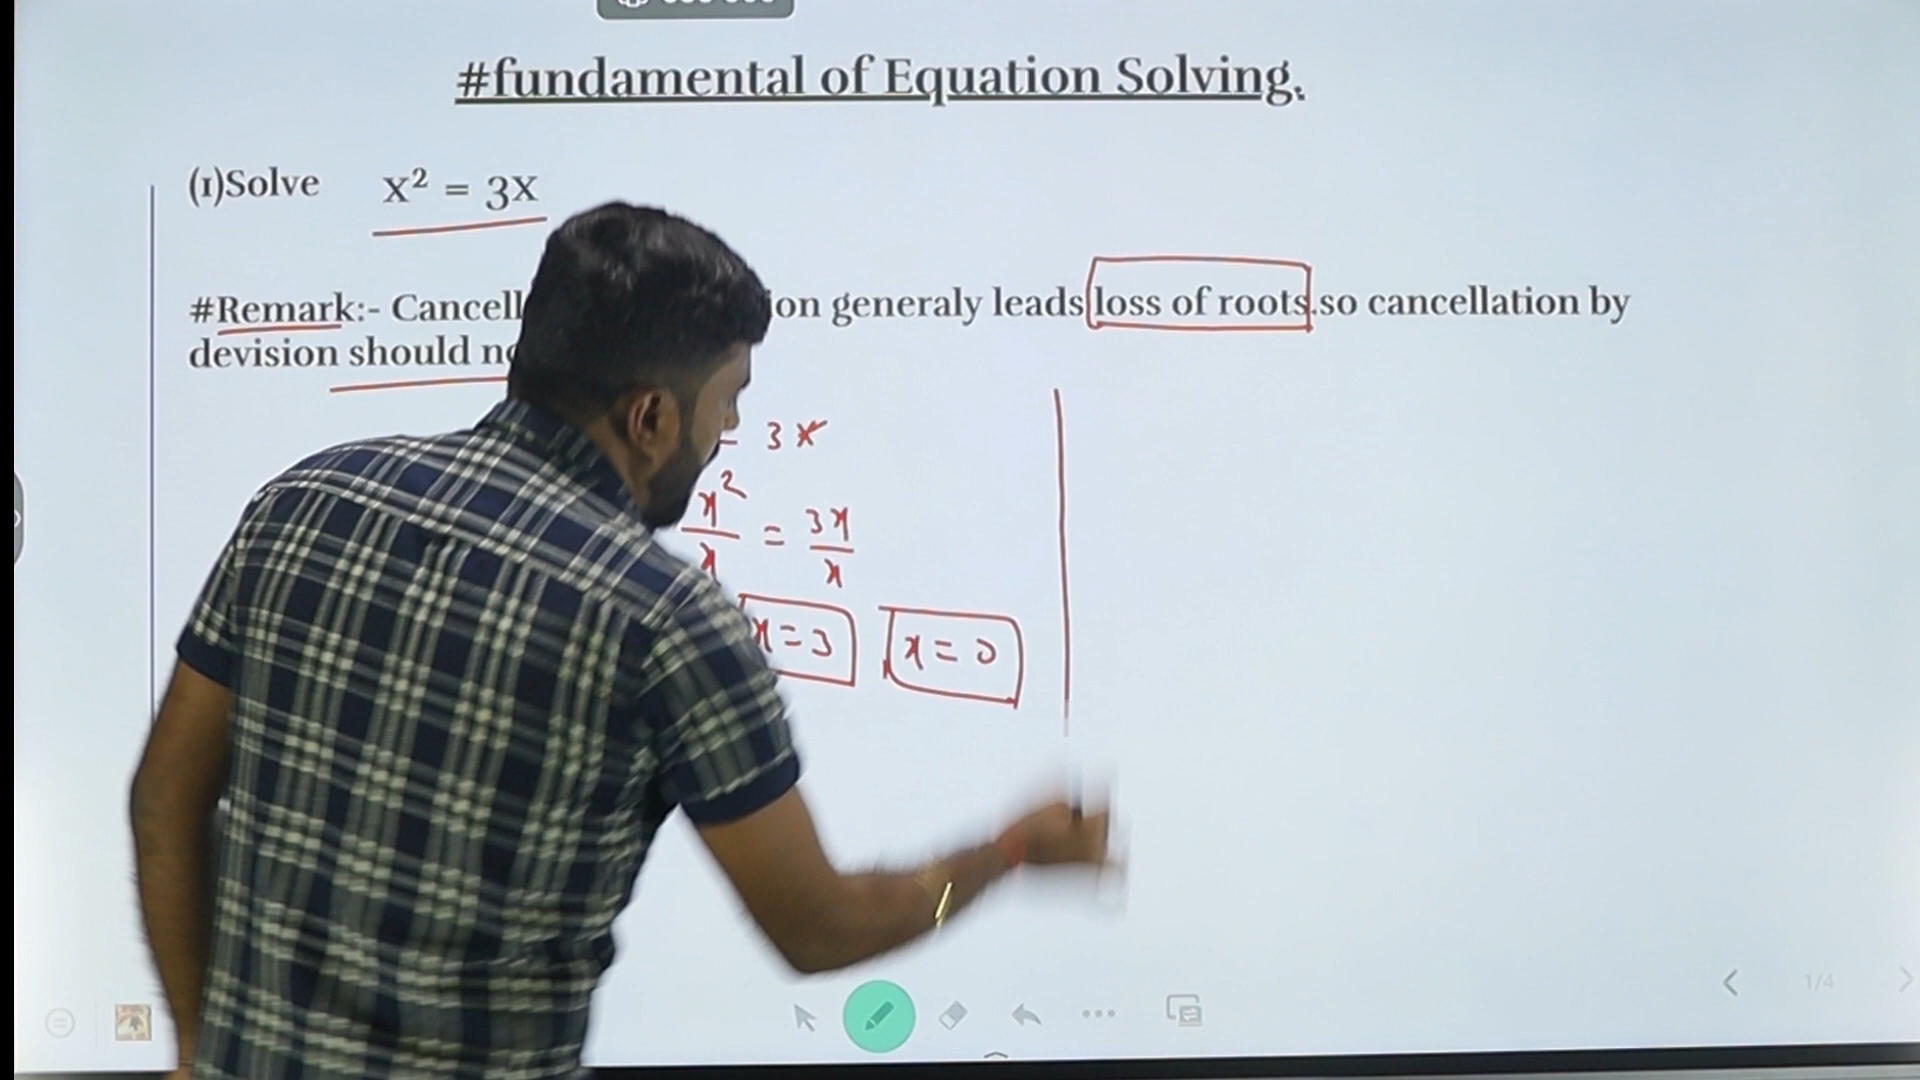 #fundamental of Equation Solving.
(1)Solve x² = 3x
#Remark:- Cancell ion generaly leads loss of roots.so cancellation by
devision should
= 3x
x²/x = 3x/x
x=3 x=0
1/4